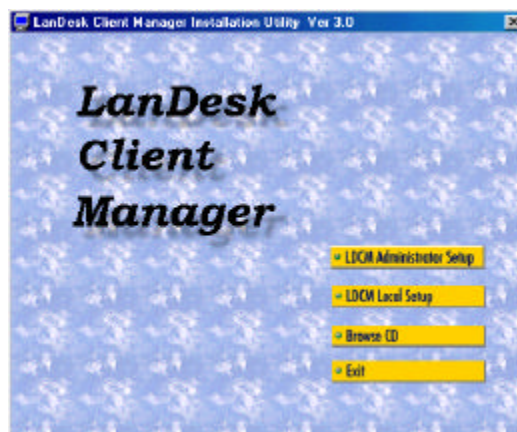 LanDesk Client Manager Installation Utility Ver 3.0
LanDesk
Client
Manager
LDCM Administrator Setup
LDCM Local Setup
Browse CD
Exit